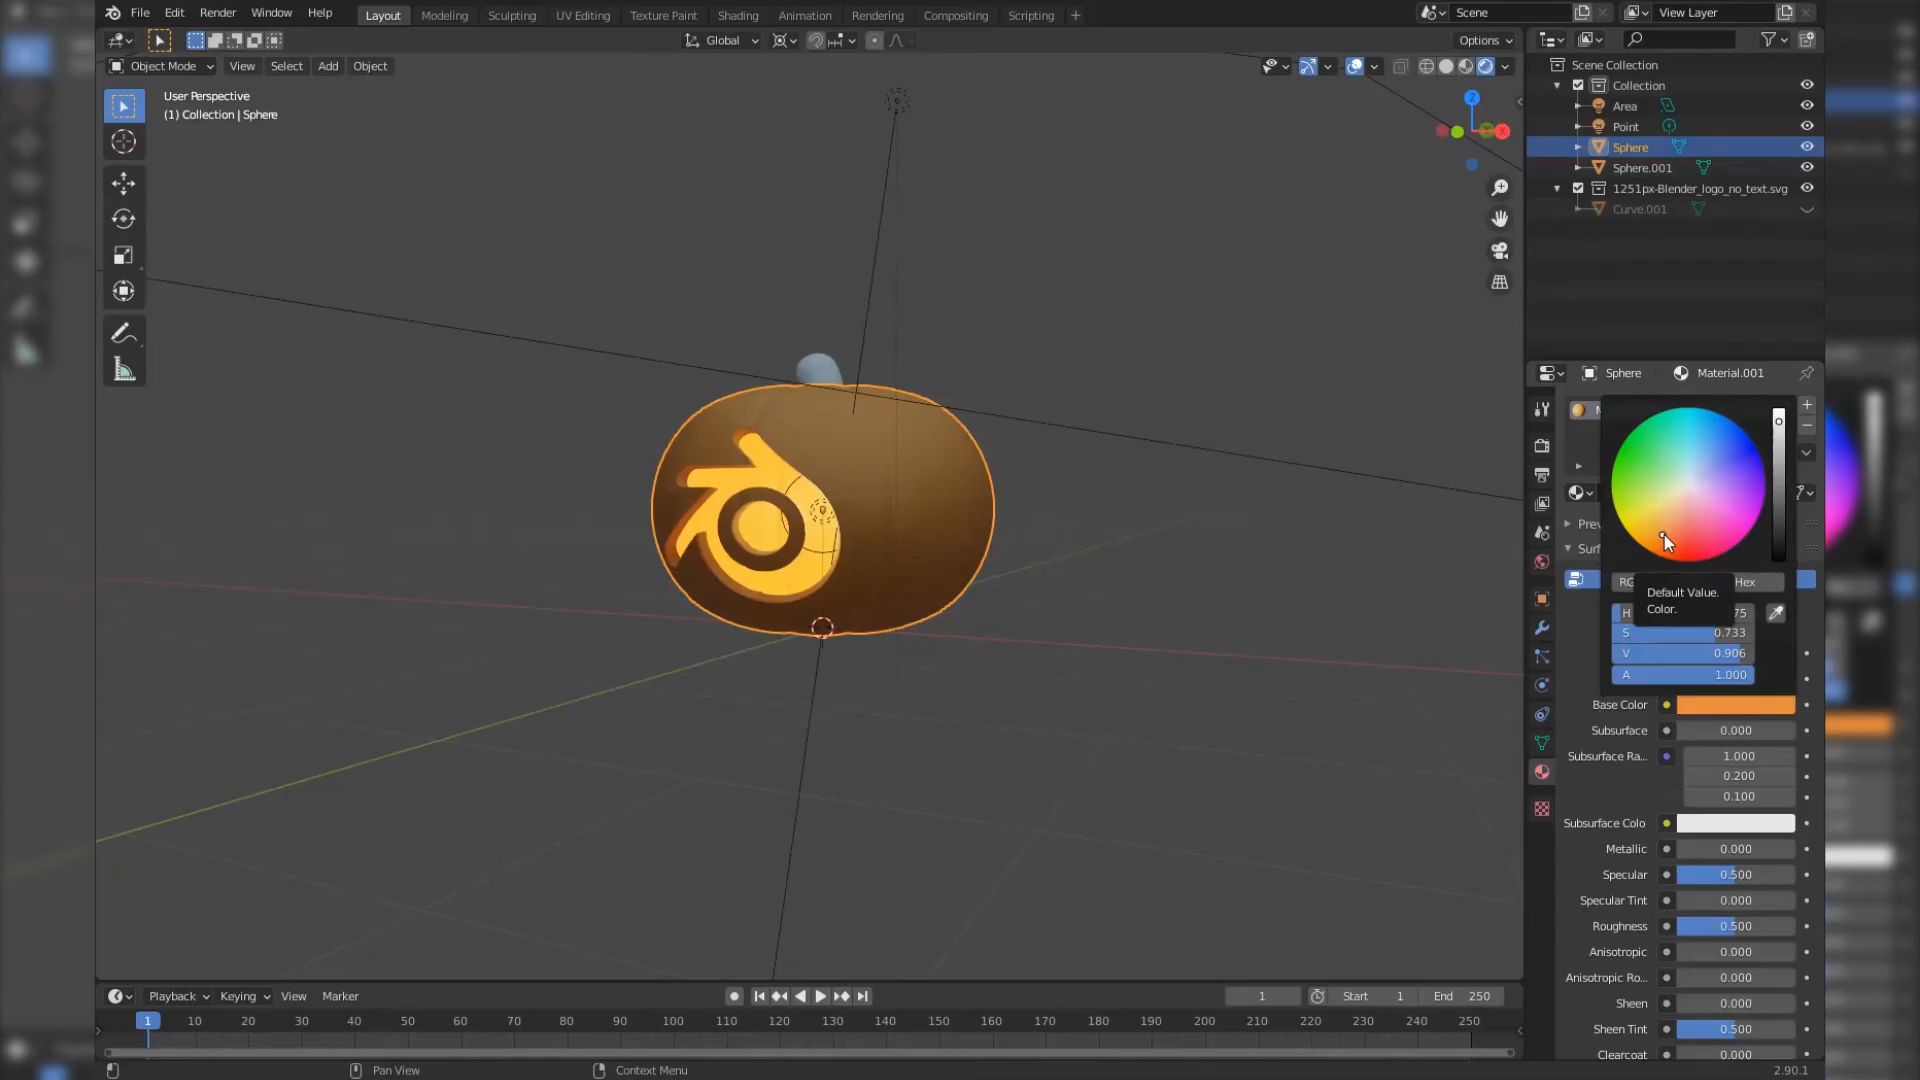 File Edit Render Window Help
Layout Modeling Sculpting UV Editing Texture Paint Shading Animation Rendering Compositing Scripting +
Scene
View Layer
Global
Options
Object Mode View Select Add Object
User Perspective
(1) Collection | Sphere
Z
X
Scene Collection
Collection
Area
Point
Sphere
Sphere.001
1251px-Blender_logo_no_text.svg
Curve.001
Sphere
Material.001
Hex
Default Value.
Color.
H
S 0.733
V 0.906
A 1.000
Base Color
Subsurface 0.000
Subsurface Ra... 1.000
0.200
0.100
Subsurface Colo
Metallic 0.000
Specular 0.500
Specular Tint 0.000
Roughness 0.500
Anisotropic 0.000
Anisotropic Ro... 0.000
Sheen 0.000
Sheen Tint 0.500
Clearcoat 0.000
Playback Keying View Marker
1
Start 1
End 250
1 10 20 30 40 50 60 70 80 90 100 110 120 130 140 150 160 170 180 190 200 210 220 230 240 250
Pan View
Context Menu
2.90.1